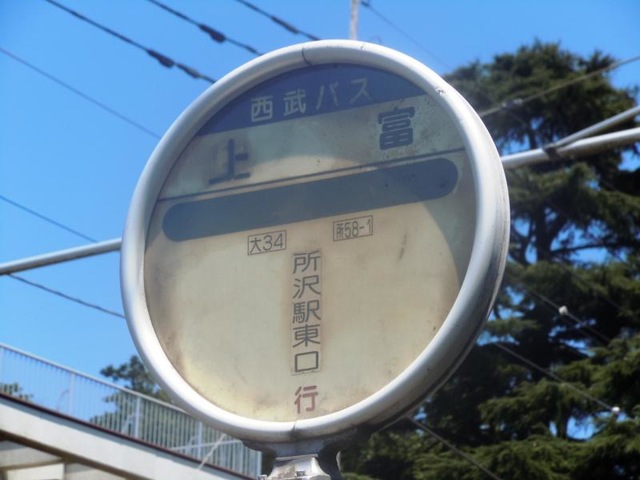 西武バス
上富
大34 所58-1
所沢駅東口行